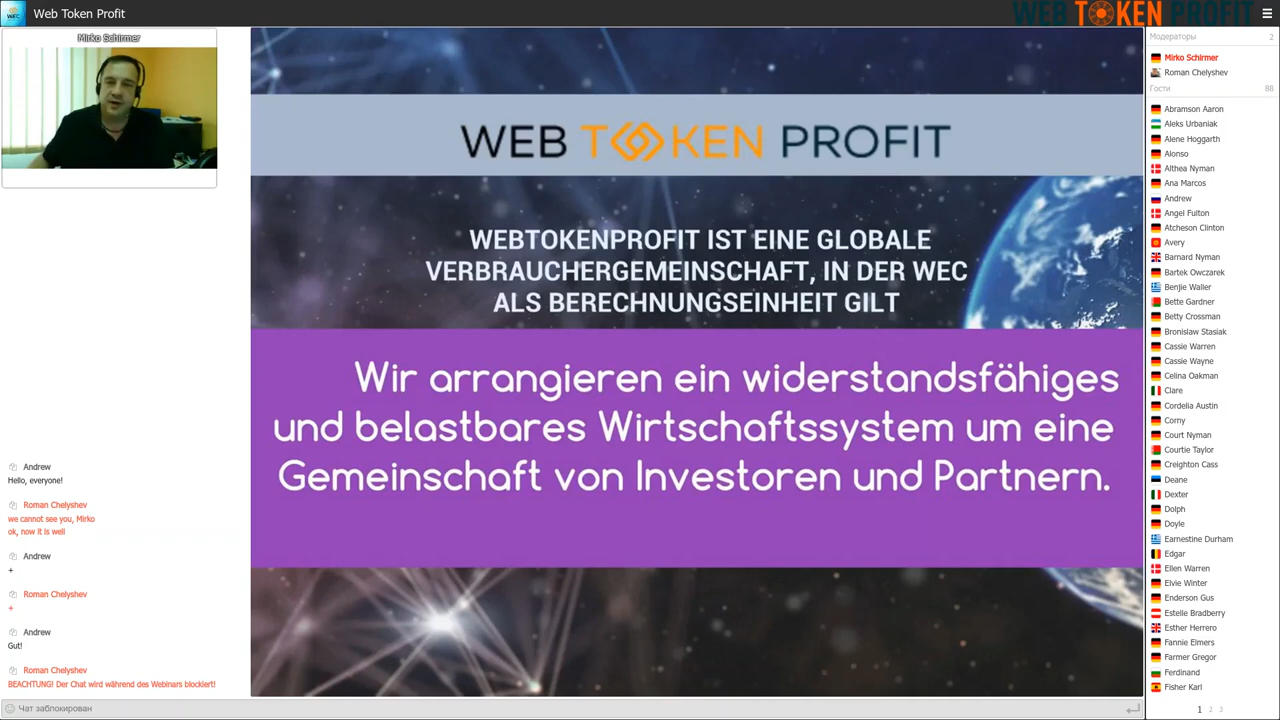 Web Token Profit
WEB TOKEN PROFIT
Mirko Schirmer
WEB TOKEN PROFIT
WEBTOKENPROFIT IST EINE GLOBALE
VERBRAUCHERGEMEINSCHAFT, IN DER WEC
ALS BERECHNUNGSEINHEIT GILT
Wir arrangieren ein widerstandsfähiges
und belastbares Wirtschaftssystem um eine
Gemeinschaft von Investoren und Partnern.
Andrew
Hello, everyone!
Roman Chelyshev
we cannot see you, Mirko
ok, now it is well
Andrew
+
Roman Chelyshev
+
Andrew
Gut!
Roman Chelyshev
BEACHTUNG! Der Chat wird während des Webinars blockiert!
Чат заблокирован
Модераторы 2
Mirko Schirmer
Roman Chelyshev
Гости 88
Abramson Aaron
Aleks Urbaniak
Alene Hoggarth
Alonso
Althea Nyman
Ana Marcos
Andrew
Angel Fulton
Atcheson Clinton
Avery
Barnard Nyman
Bartek Owczarek
Benjie Waller
Bette Gardner
Betty Crossman
Bronislaw Stasiak
Cassie Warren
Cassie Wayne
Celina Oakman
Clare
Cordelia Austin
Corny
Court Nyman
Courtie Taylor
Creighton Cass
Deane
Dexter
Dolph
Doyle
Earnestine Durham
Edgar
Ellen Warren
Elvie Winter
Enderson Gus
Estelle Bradberry
Esther Herrero
Fannie Elmers
Farmer Gregor
Ferdinand
Fisher Karl
1 2 3